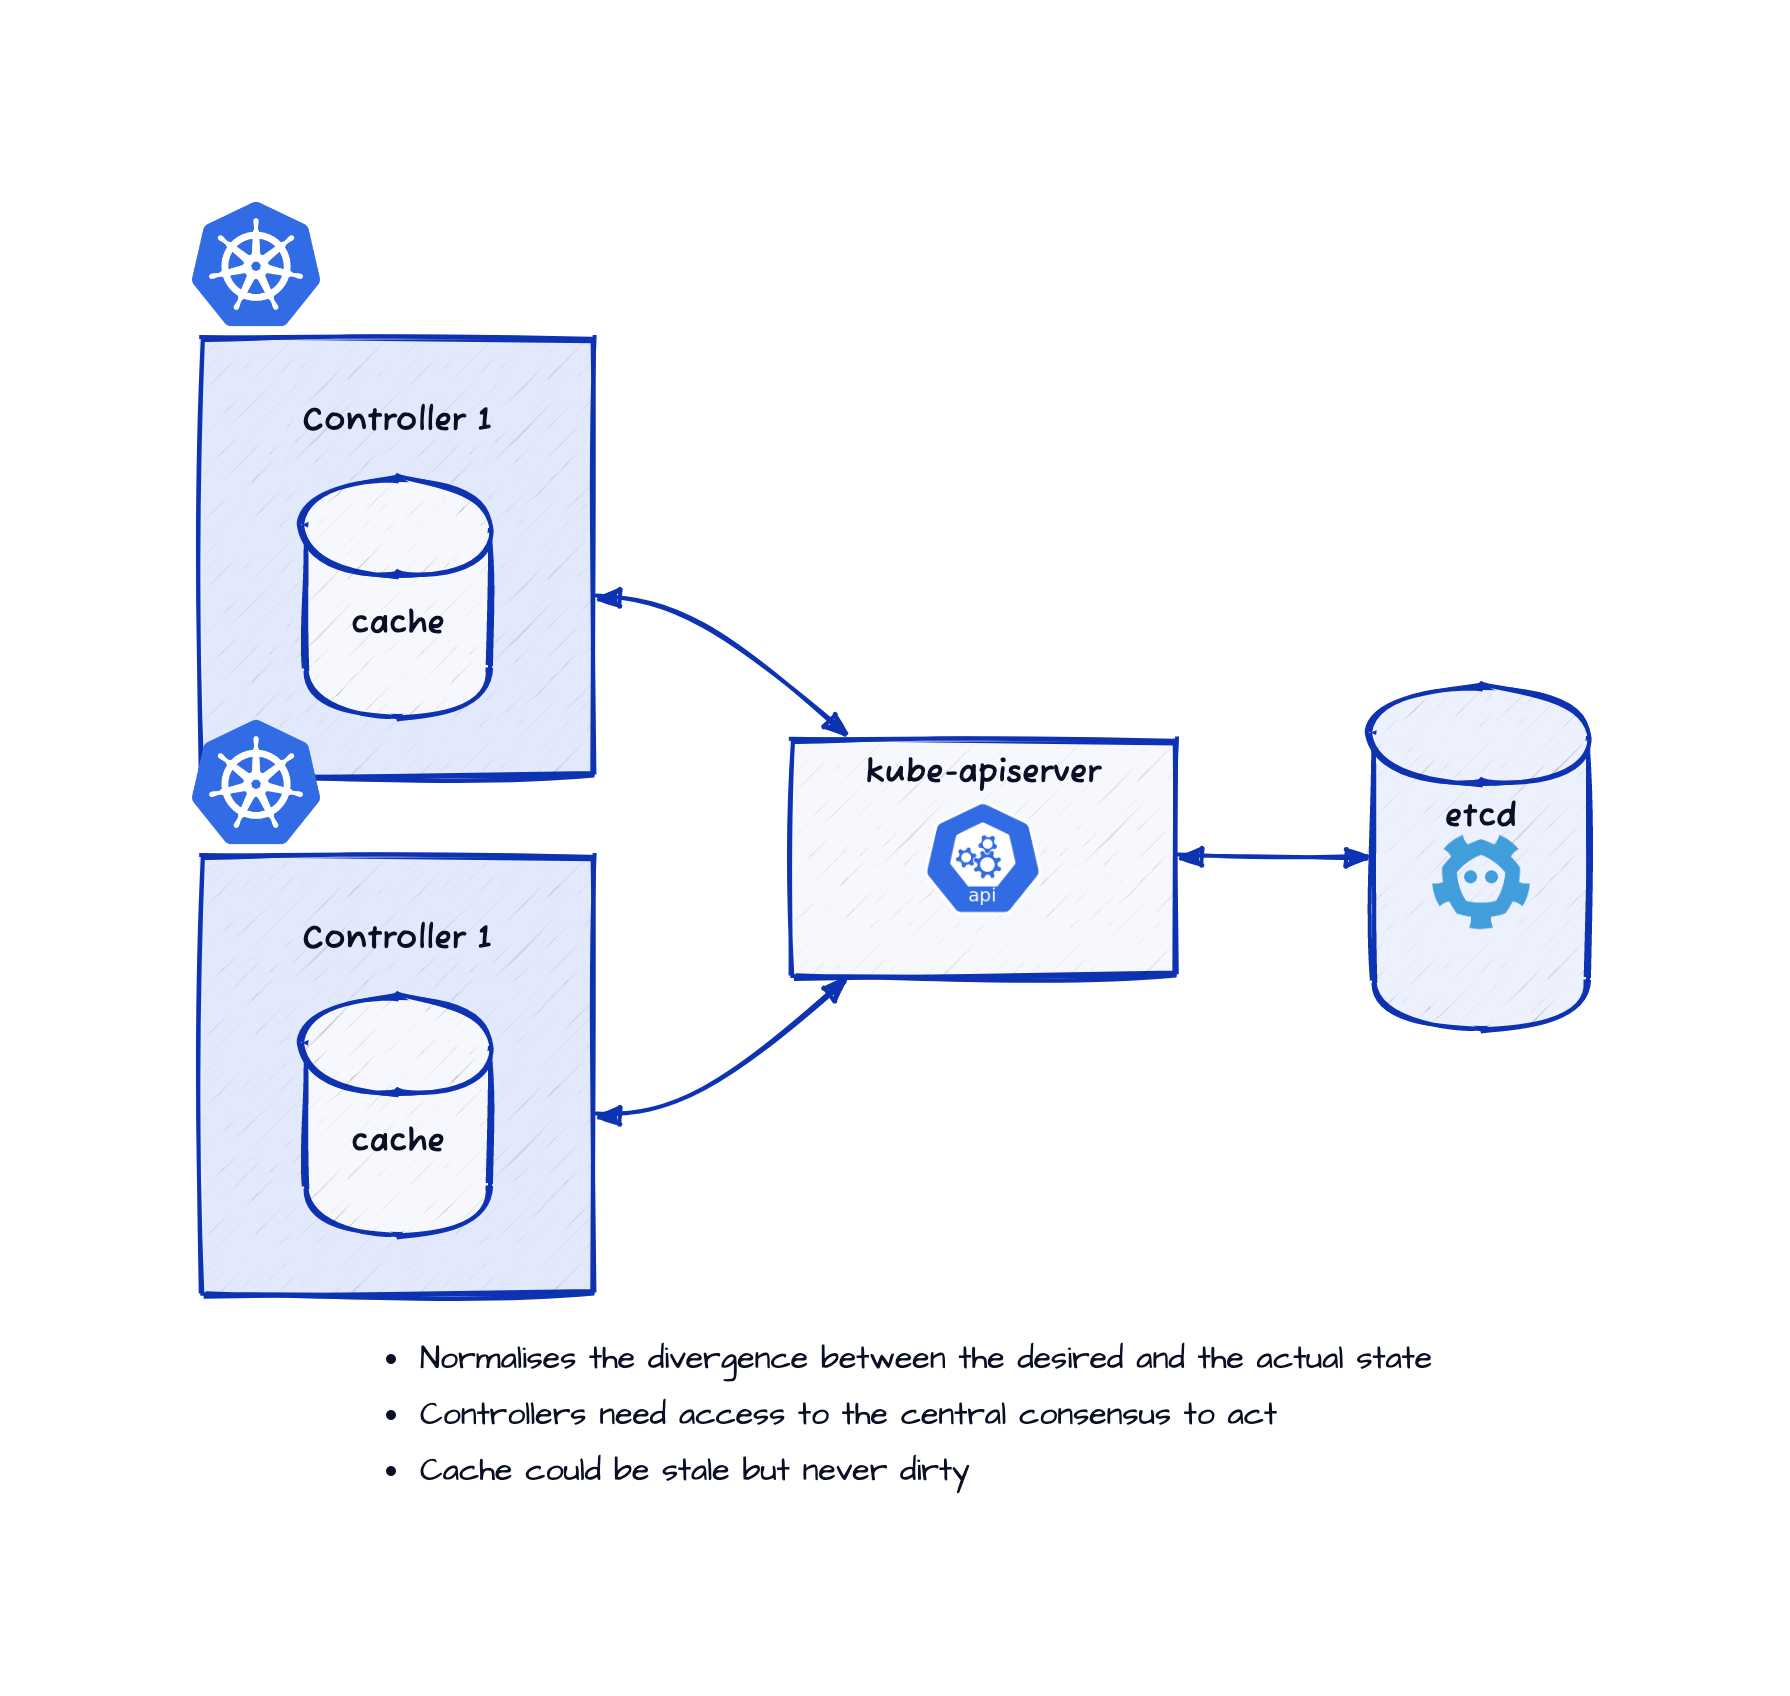 Controller 1
cache
kube-apiserver
api
etcd
Controller 1
cache
• Normalises the divergence between the desired and the actual state
• Controllers need access to the central consensus to act
• Cache could be stale but never dirty